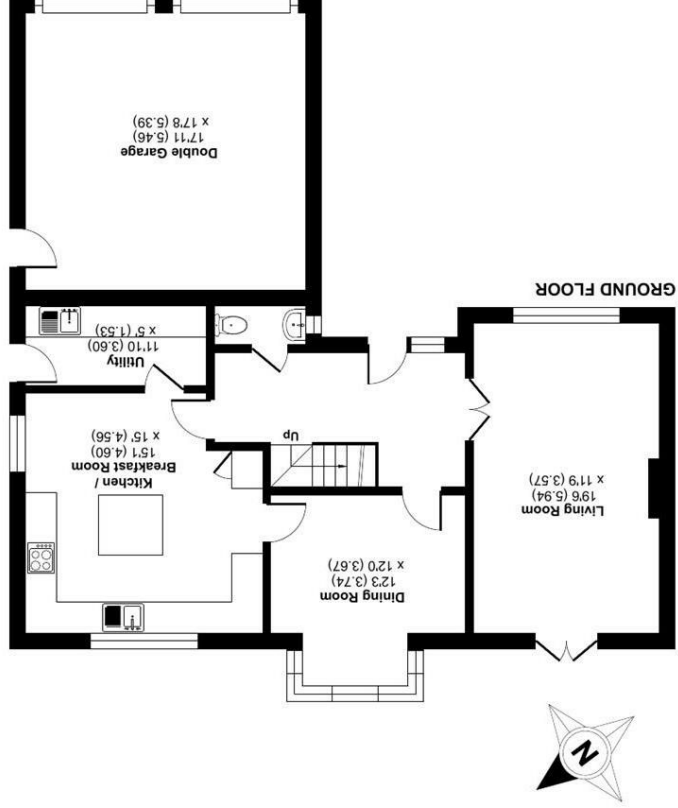 N
Dining Room
12'3 (3.74)
x 12'0 (3.67)
Living Room
19'6 (5.94)
x 11'9 (3.57)
Kitchen /
Breakfast Room
15'1 (4.60)
x 15' (4.56)
Up
Utility
11'10 (3.60)
x 5' (1.53)
GROUND FLOOR
Double Garage
17'11 (5.46)
x 17'8 (5.39)